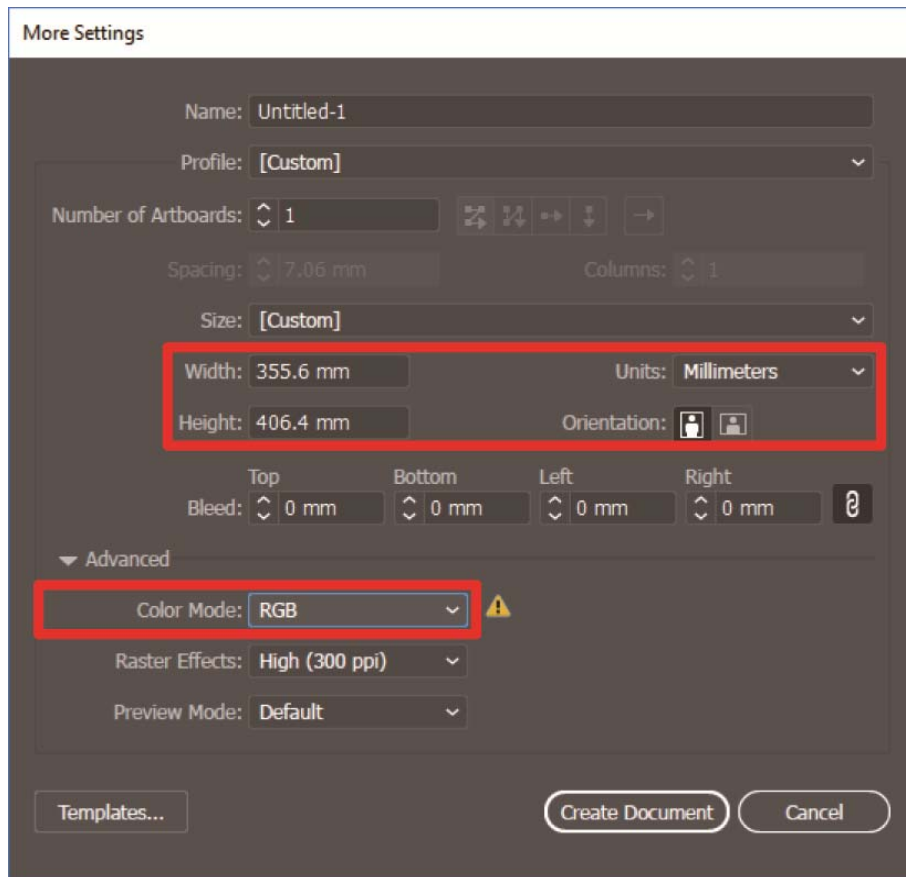 More Settings
Name: Untitled-1
Profile: [Custom]
Number of Artboards: 1
Spacing: 7.06 mm Columns: 1
Size: [Custom]
Width: 355.6 mm Units: Millimeters
Height: 406.4 mm Orientation:
Top Bottom Left Right
Bleed: 0 mm 0 mm 0 mm 0 mm
Advanced
Color Mode: RGB
Raster Effects: High (300 ppi)
Preview Mode: Default
Templates... Create Document Cancel